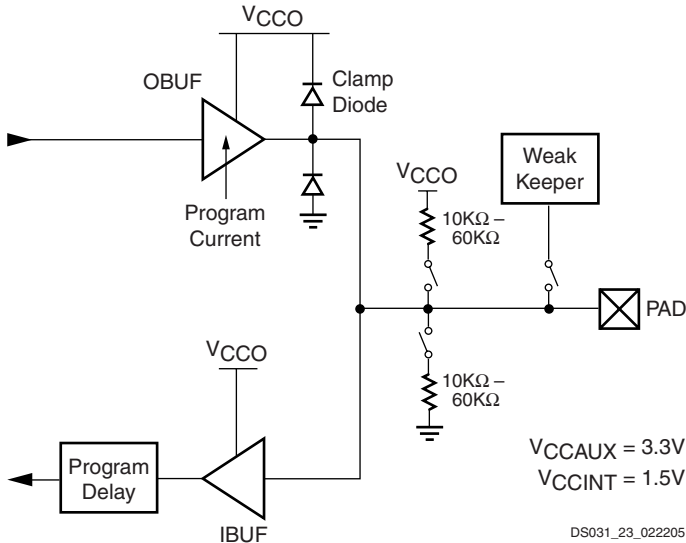 VCCO
OBUF
Clamp
Diode
Program
Current
VCCO
10KΩ –
60KΩ
Weak
Keeper
PAD
10KΩ –
60KΩ
VCCO
Program
Delay
IBUF
VCCAUX = 3.3V
VCCINT = 1.5V
DS031_23_022205